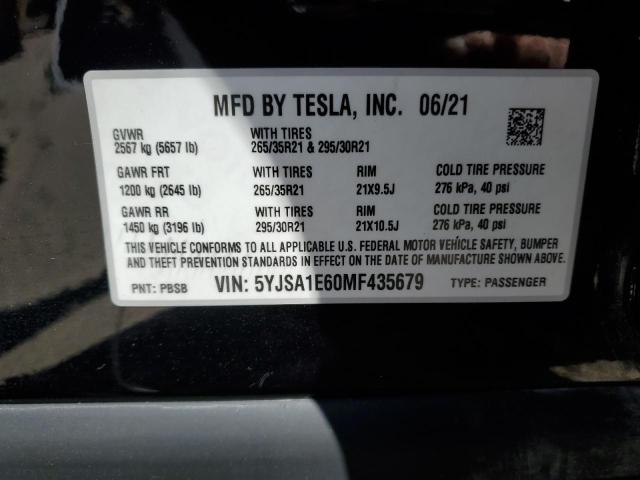 MFD BY TESLA, INC. 06/21
GVWR WITH TIRES
2567 kg (5657 lb) 265/35R21 & 295/30R21
GAWR FRT WITH TIRES RIM COLD TIRE PRESSURE
1200 kg (2645 lb) 265/35R21 21X9.5J 276 kPa, 40 psi
GAWR RR WITH TIRES RIM COLD TIRE PRESSURE
1450 kg (3196 lb) 295/30R21 21X10.5J 276 kPa, 40 psi
THIS VEHICLE CONFORMS TO ALL APPLICABLE U.S. FEDERAL MOTOR VEHICLE SAFETY, BUMPER
AND THEFT PREVENTION STANDARDS IN EFFECT ON THE DATE OF MANUFACTURE SHOWN ABOVE.
PNT: PBSB VIN: 5YJSA1E60MF435679 TYPE: PASSENGER